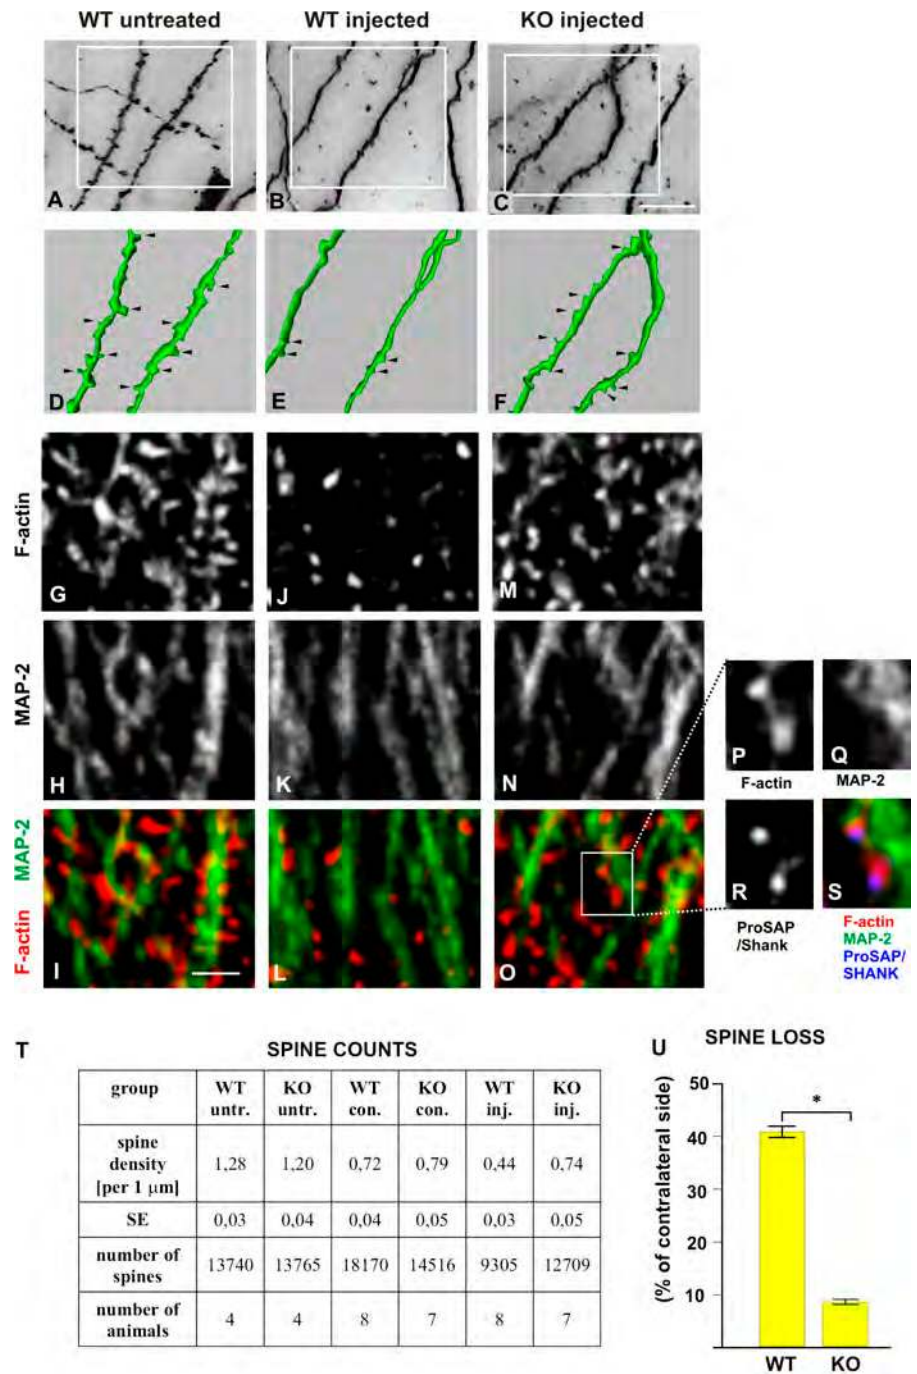 WT untreated WT injected KO injected
A B C
D E F
F-actin
G J M
MAP-2
H K N
P Q
F-actin MAP-2
F-actin MAP-2
I L O
R S
ProSAP
/Shank
F-actin
MAP-2
ProSAP/
SHANK
T SPINE COUNTS
group WT untr. KO untr. WT con. KO con. WT inj. KO inj.
spine density [per 1 µm] 1,28 1,20 0,72 0,79 0,44 0,74
SE 0,03 0,04 0,04 0,05 0,03 0,05
number of spines 13740 13765 18170 14516 9305 12709
number of animals 4 4 8 7 8 7
U SPINE LOSS
(% of contralateral side)
50
40
30
20
10
*
WT KO